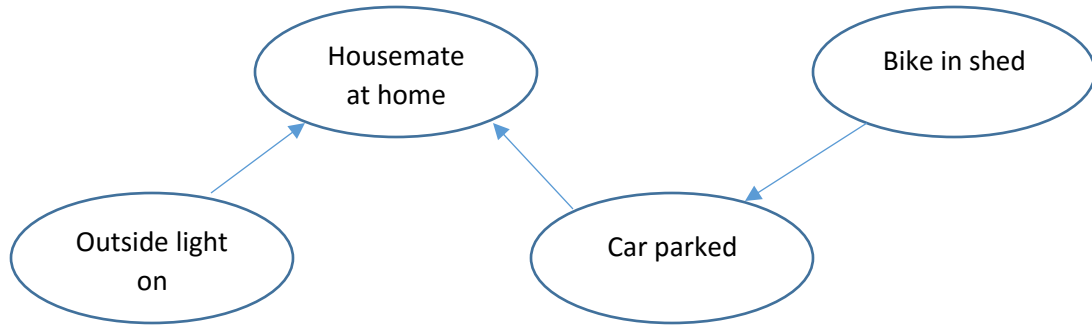 Housemate
at home
Bike in shed
Outside light
on
Car parked